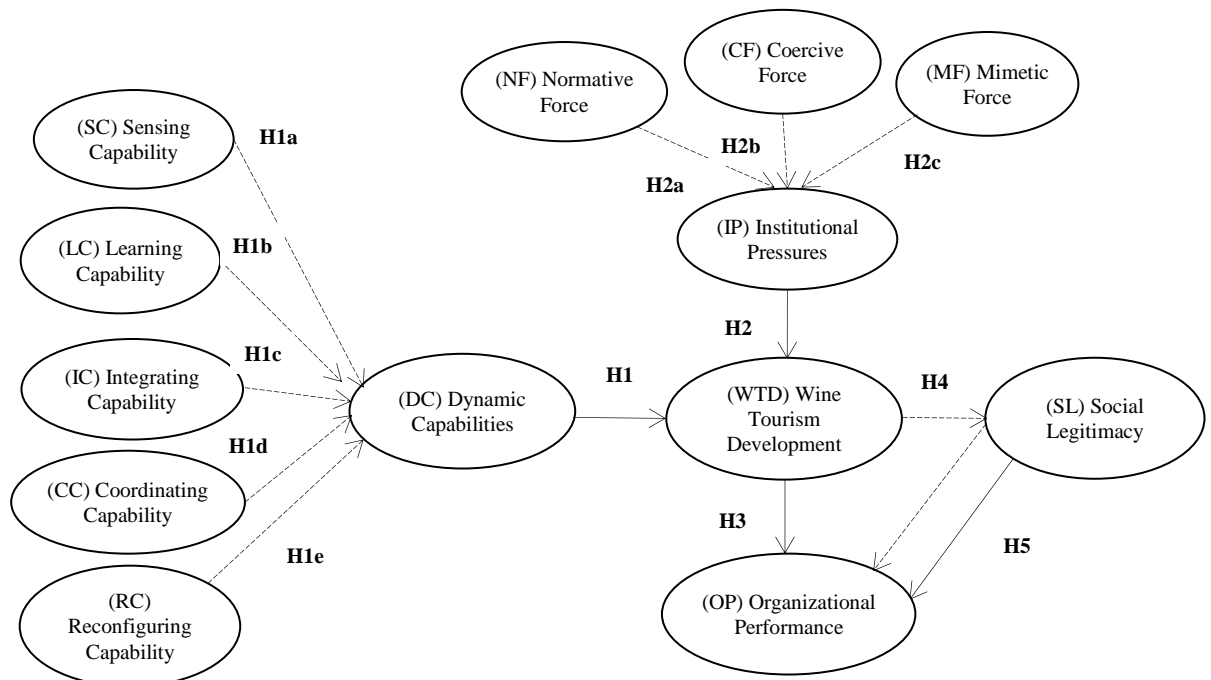 (CF) Coercive
Force
(NF) Normative
Force
(MF) Mimetic
Force
(SC) Sensing
Capability
H1a
H2b
H2c
H2a
(LC) Learning
Capability
H1b
(IP) Institutional
Pressures
H2
(IC) Integrating
Capability
H1c
H1
(DC) Dynamic
Capabilities
(WTD) Wine
Tourism
Development
H4
(SL) Social
Legitimacy
H1d
(CC) Coordinating
Capability
H3
H5
H1e
(RC)
Reconfiguring
Capability
(OP) Organizational
Performance